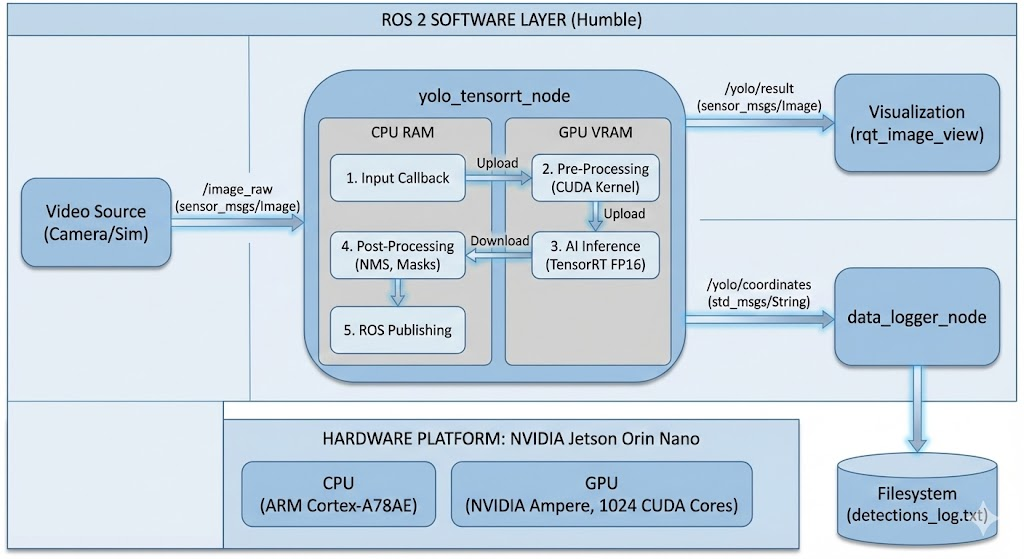 ROS 2 SOFTWARE LAYER (Humble)
Video Source
(Camera/Sim)
/image_raw
(sensor_msgs/Image)
yolo_tensorrt_node
CPU RAM
GPU VRAM
1. Input Callback
Upload
2. Pre-Processing
(CUDA Kernel)
Upload
3. AI Inference
(TensorRT FP16)
Download
4. Post-Processing
(NMS, Masks)
5. ROS Publishing
/yolo/result
(sensor_msgs/Image)
Visualization
(rqt_image_view)
/yolo/coordinates
(std_msgs/String)
data_logger_node
Filesystem
(detections_log.txt)
HARDWARE PLATFORM: NVIDIA Jetson Orin Nano
CPU
(ARM Cortex-A78AE)
GPU
(NVIDIA Ampere, 1024 CUDA Cores)